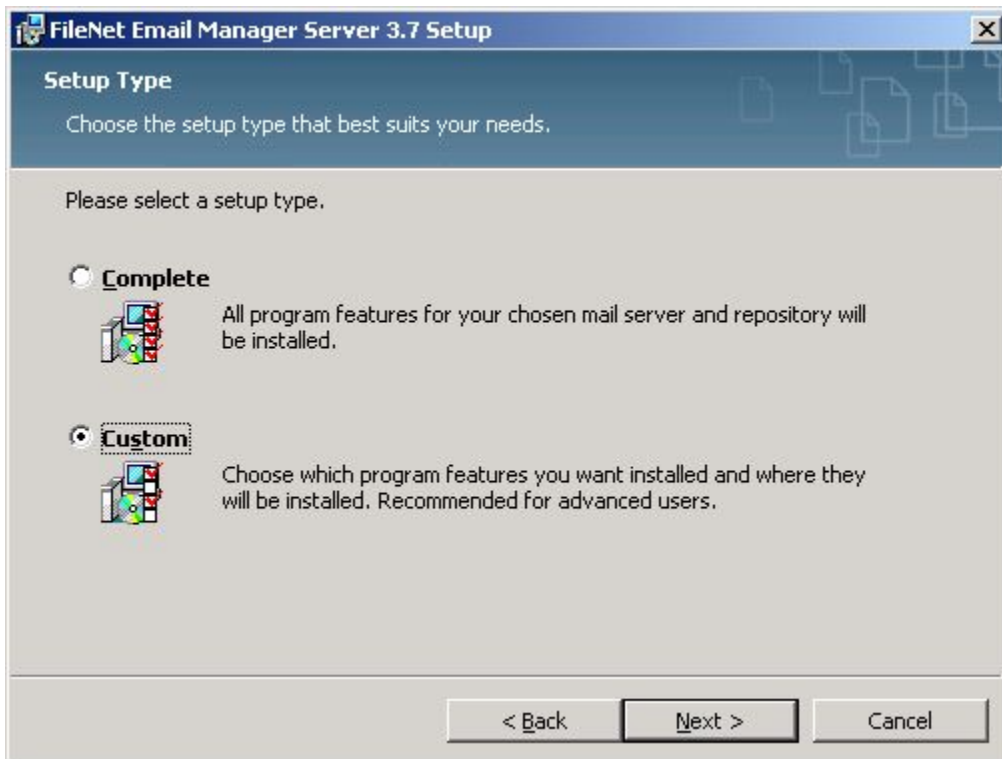 FileNet Email Manager Server 3.7 Setup
Setup Type
Choose the setup type that best suits your needs.
Please select a setup type.
Complete
All program features for your chosen mail server and repository will
be installed.
Custom
Choose which program features you want installed and where they
will be installed. Recommended for advanced users.
< Back Next > Cancel